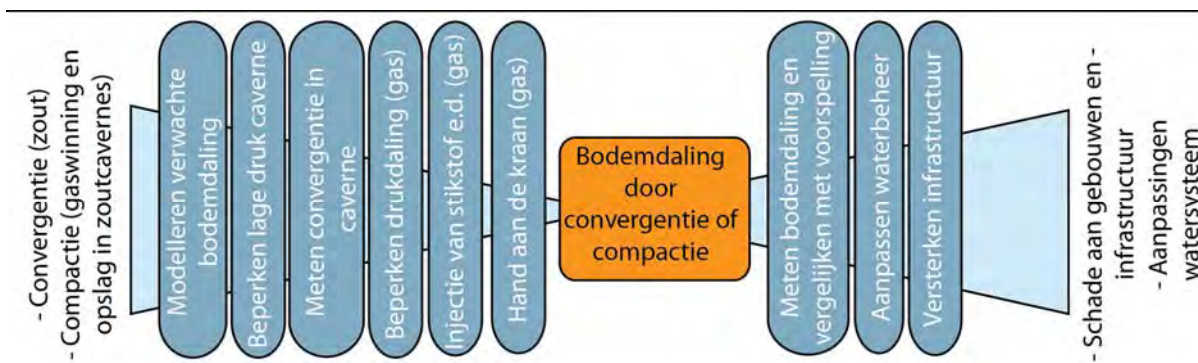 - Convergentie (zout)
- Compactie (gaswinning en
opslag in zoutcavernes)
Modelleren verwachte
bodemdaling
Beperken lage druk caverne
Meten convergentie in
caverne
Beperken drukdaling (gas)
Injectie van stikstof e.d. (gas)
Hand aan de kraan (gas)
Bodemdaling
door
convergentie of
compactie
Meten bodemdaling en
vergelijken met voorspelling
Aanpassen waterbeheer
Versterken infrastructuur
- Schade aan gebouwen en -
infrastructuur
- Aanpassingen
watersysteem